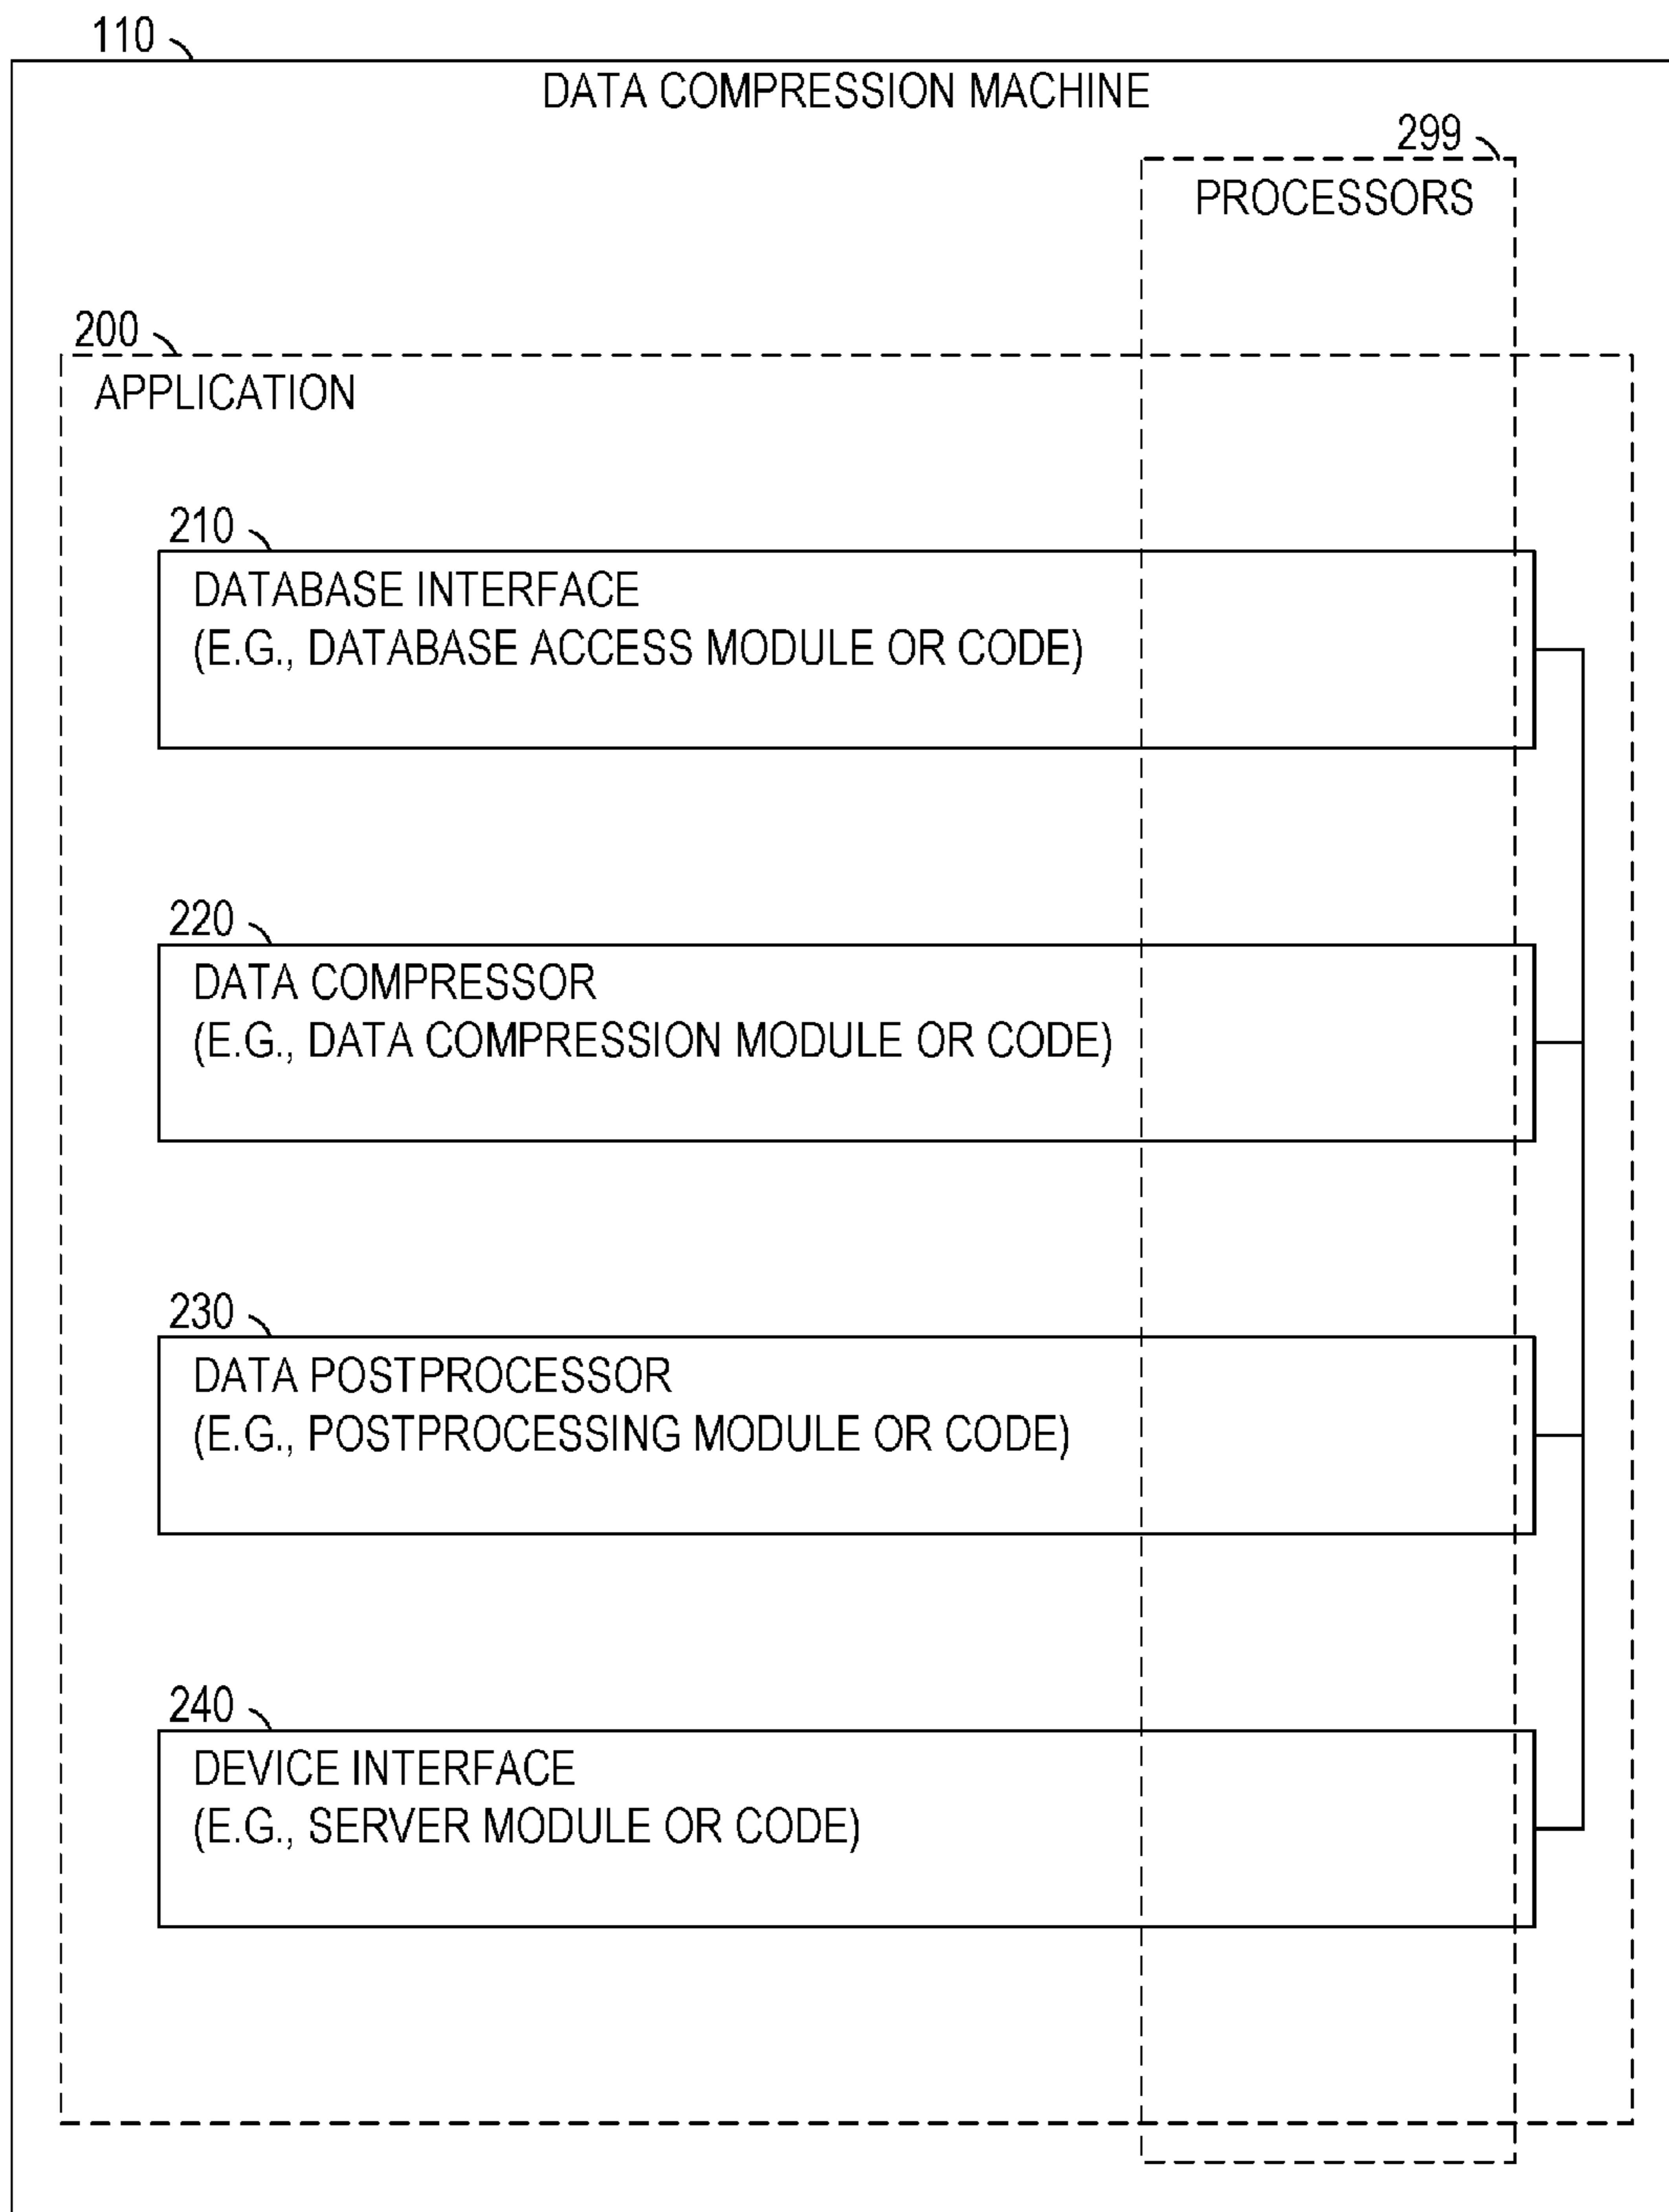 110
DATA COMPRESSION MACHINE
299
PROCESSORS
200
APPLICATION
210
DATABASE INTERFACE
(E.G., DATABASE ACCESS MODULE OR CODE)
220
DATA COMPRESSOR
(E.G., DATA COMPRESSION MODULE OR CODE)
230
DATA POSTPROCESSOR
(E.G., POSTPROCESSING MODULE OR CODE)
240
DEVICE INTERFACE
(E.G., SERVER MODULE OR CODE)